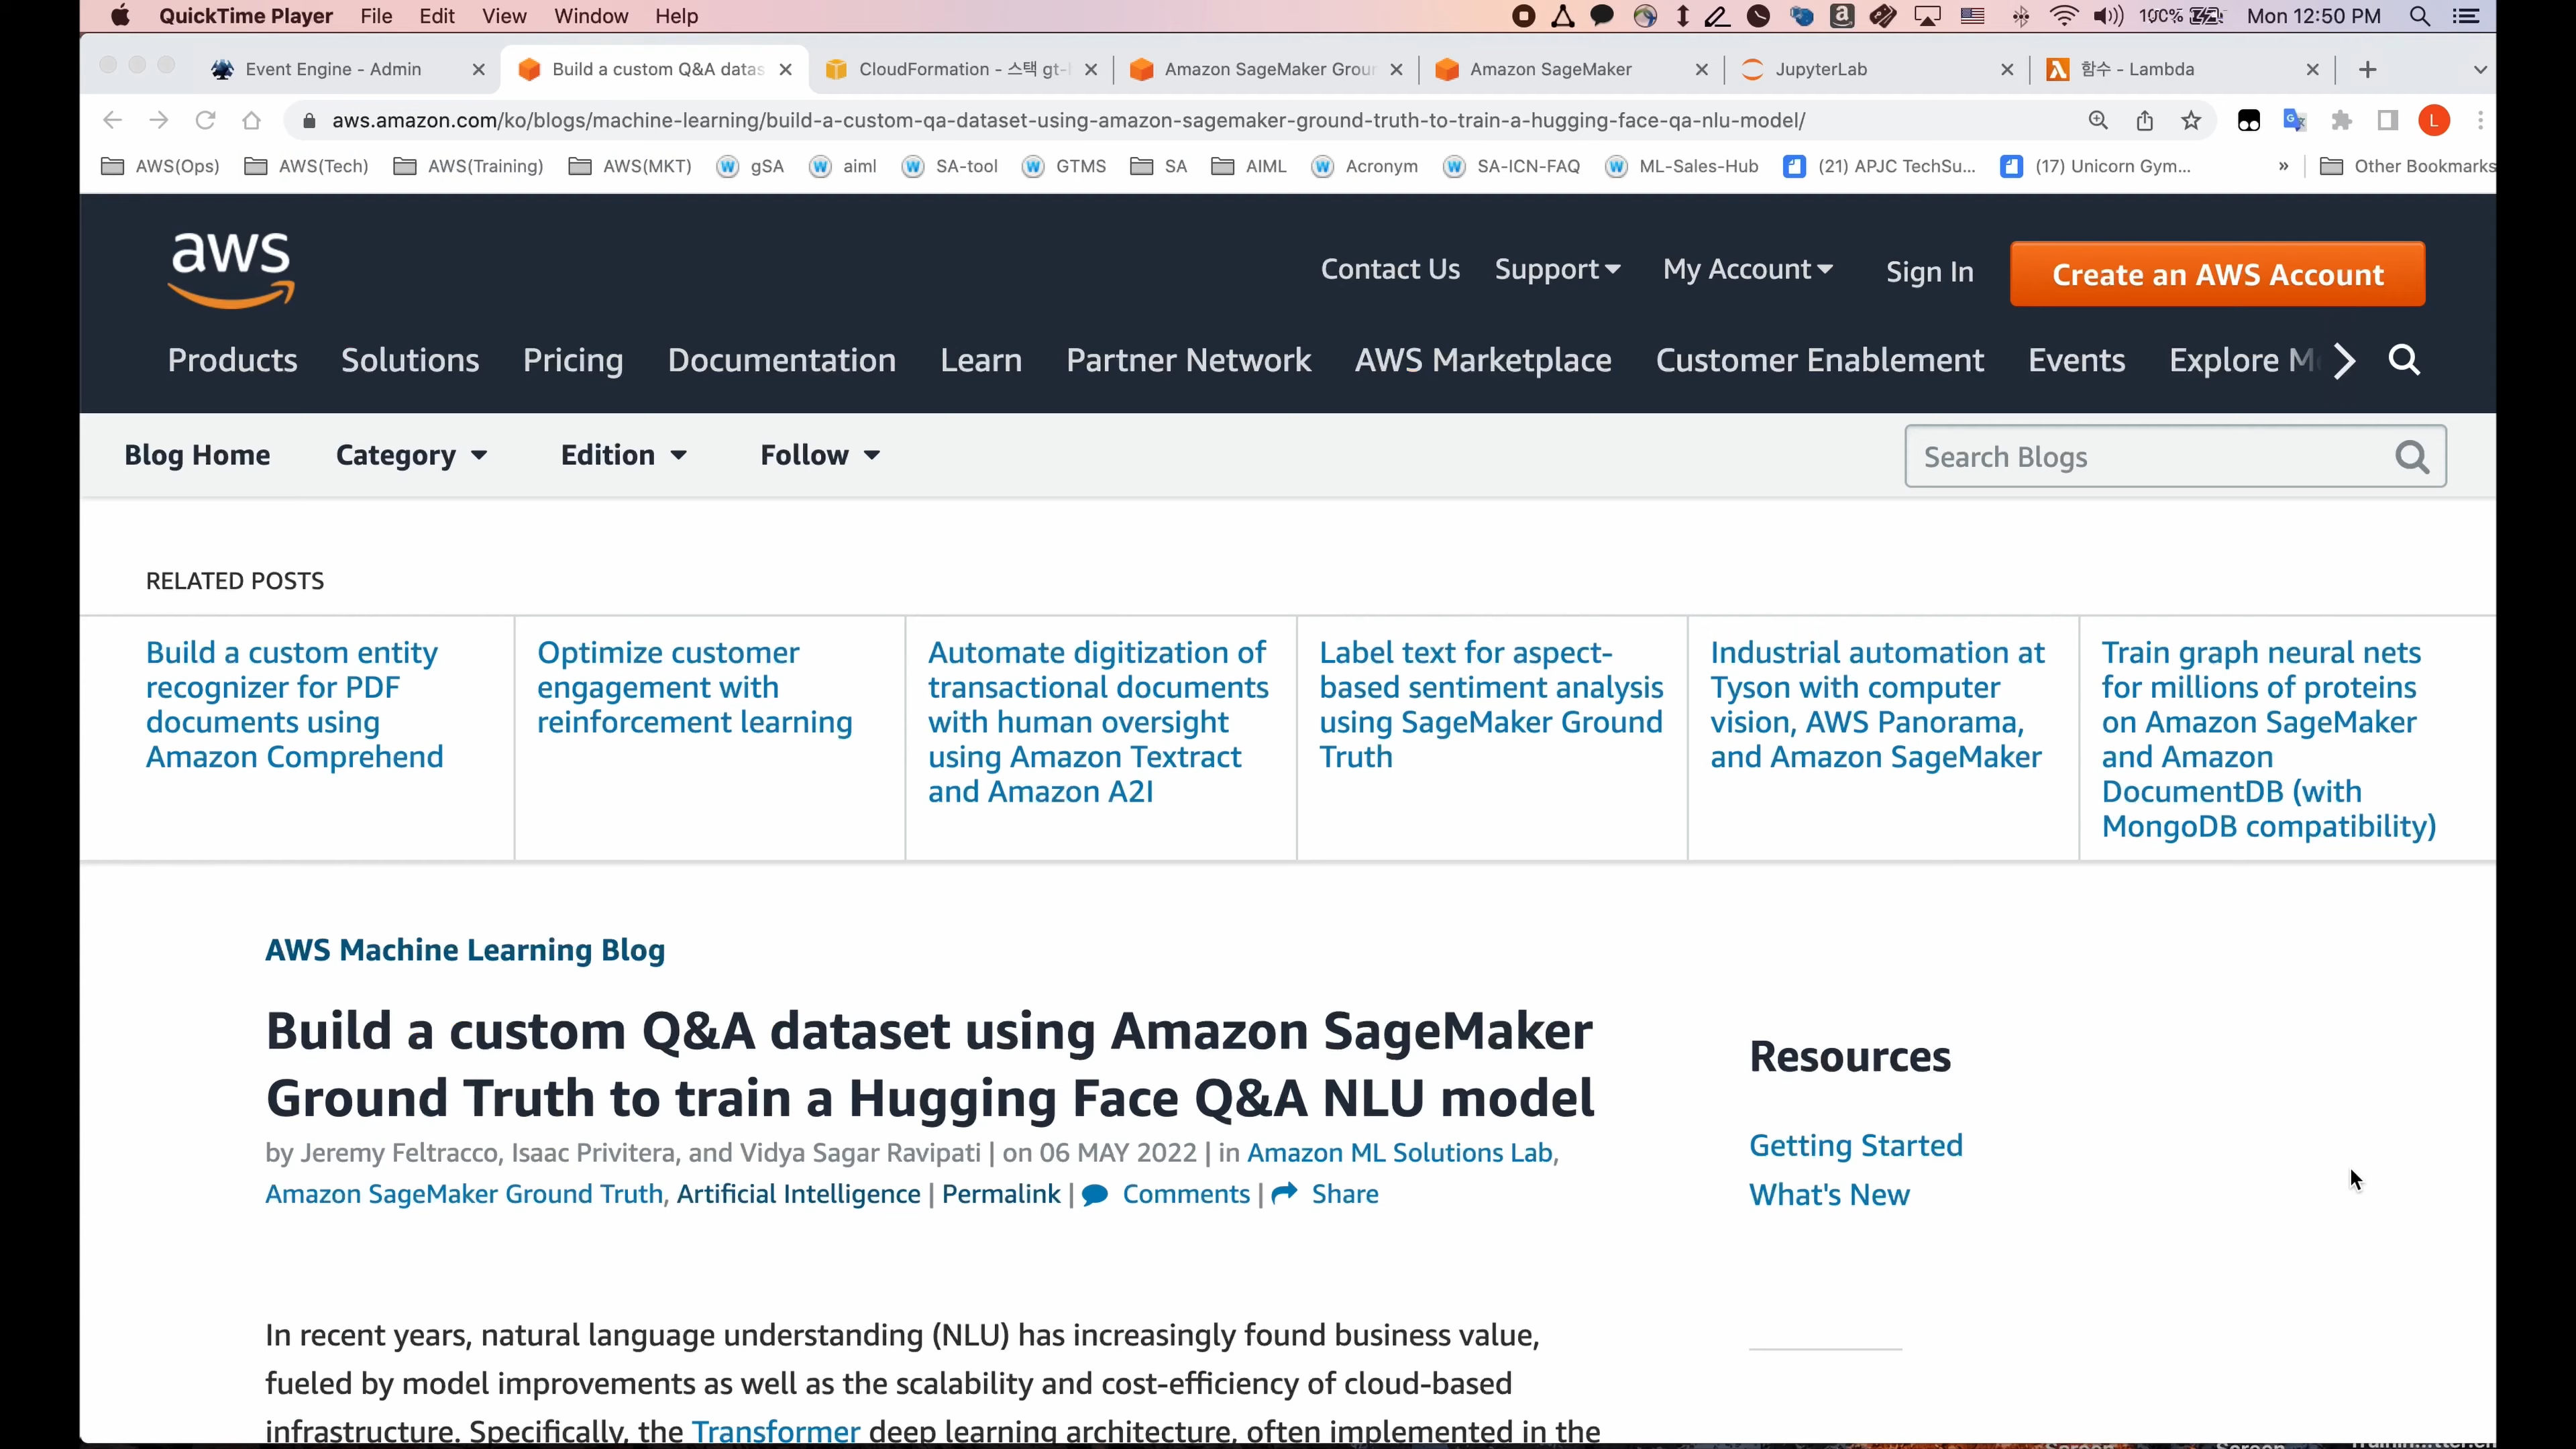 QuickTime Player File Edit View Window Help 100% Mon 12:50 PM
Event Engine - Admin Build a custom Q&A datas CloudFormation - 스택 gt- Amazon SageMaker Grour Amazon SageMaker JupyterLab 함수 - Lambda
aws.amazon.com/ko/blogs/machine-learning/build-a-custom-qa-dataset-using-amazon-sagemaker-ground-truth-to-train-a-hugging-face-qa-nlu-model/ L
AWS(Ops) AWS(Tech) AWS(Training) AWS(MKT) gSA aiml SA-tool GTMS SA AIML Acronym SA-ICN-FAQ ML-Sales-Hub (21) APJC TechSu... (17) Unicorn Gym... » Other Bookmarks
aws
Contact Us Support My Account Sign In Create an AWS Account
Products Solutions Pricing Documentation Learn Partner Network AWS Marketplace Customer Enablement Events Explore
Blog Home Category Edition Follow Search Blogs
RELATED POSTS
Build a custom entity
recognizer for PDF
documents using
Amazon Comprehend
Optimize customer
engagement with
reinforcement learning
Automate digitization of
transactional documents
with human oversight
using Amazon Textract
and Amazon A2I
Label text for aspect-
based sentiment analysis
using SageMaker Ground
Truth
Industrial automation at
Tyson with computer
vision, AWS Panorama,
and Amazon SageMaker
Train graph neural nets
for millions of proteins
on Amazon SageMaker
and Amazon
DocumentDB (with
MongoDB compatibility)
AWS Machine Learning Blog
Build a custom Q&A dataset using Amazon SageMaker
Ground Truth to train a Hugging Face Q&A NLU model
by Jeremy Feltracco, Isaac Privitera, and Vidya Sagar Ravipati | on 06 MAY 2022 | in Amazon ML Solutions Lab,
Amazon SageMaker Ground Truth, Artificial Intelligence | Permalink | Comments | Share
Resources
Getting Started
What's New
In recent years, natural language understanding (NLU) has increasingly found business value,
fueled by model improvements as well as the scalability and cost-efficiency of cloud-based
infrastructure. Specifically, the Transformer deep learning architecture, often implemented in the